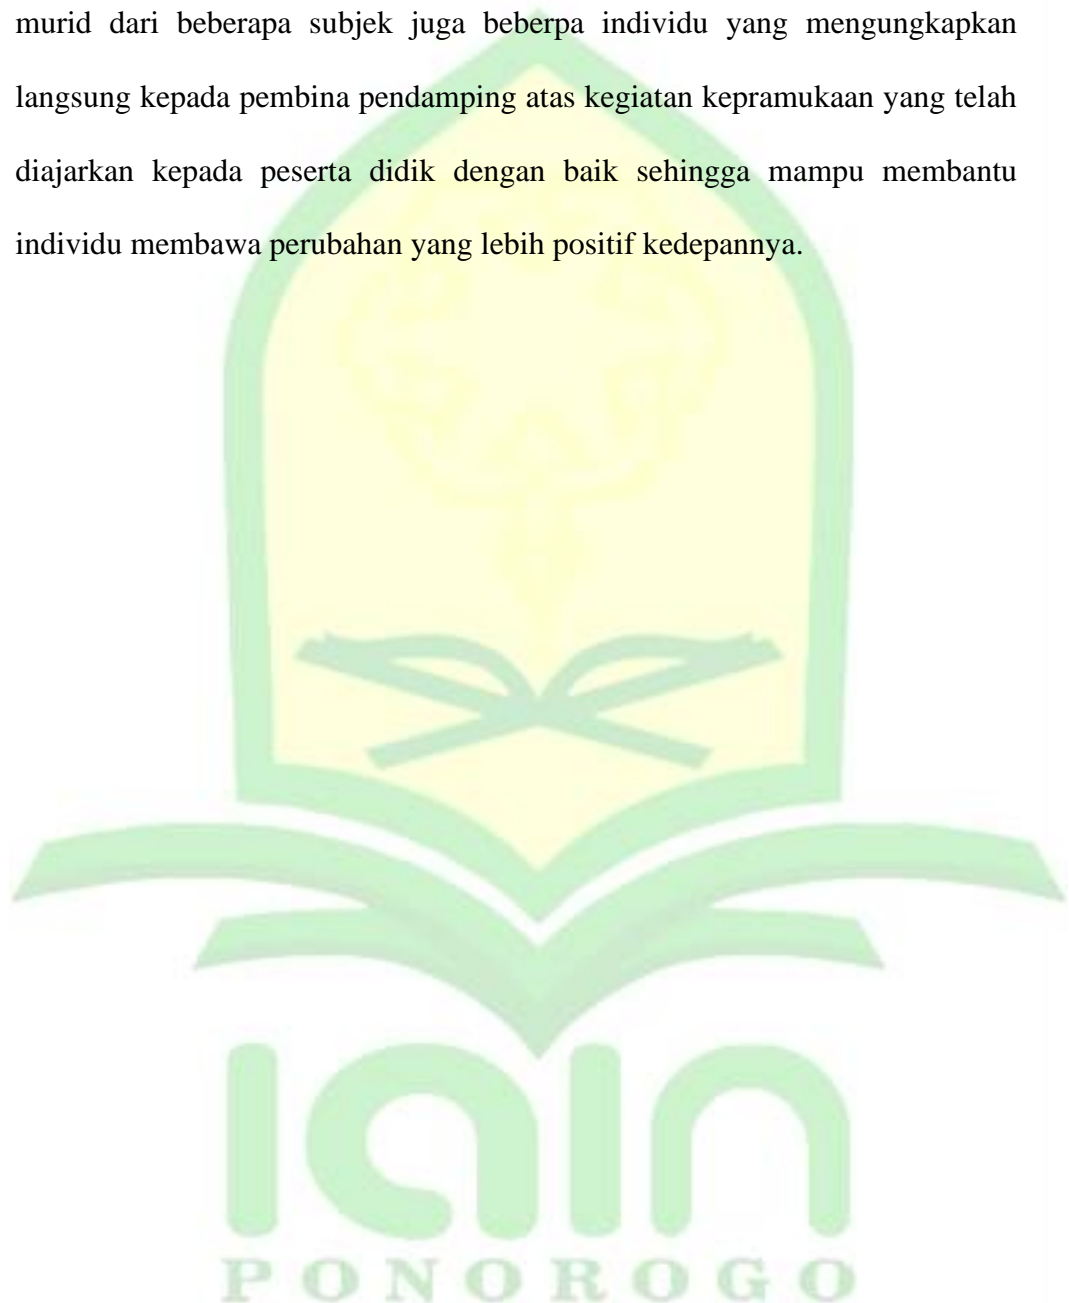 murid dari beberapa subjek juga beberpa individu yang mengungkapkan
langsung kepada pembina pendamping atas kegiatan kepramukaan yang telah
diajarkan kepada peserta didik dengan baik sehingga mampu membantu
individu membawa perubahan yang lebih positif kedepannya.
IAIN
PONOROGO